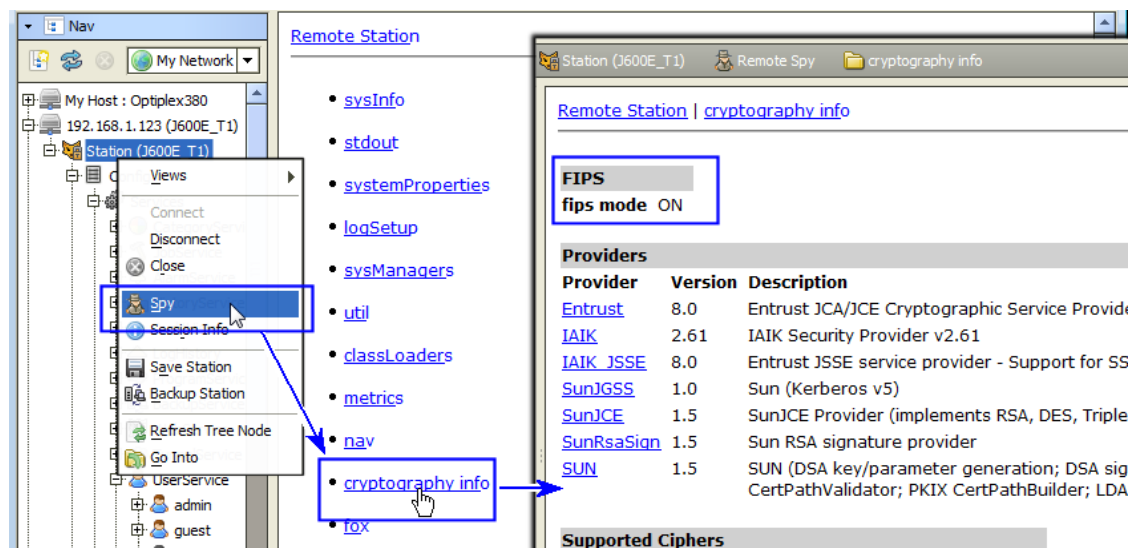 Nav
My Network
My Host : Optiplex380
192.168.1.123 (J600E_T1)
Station (J600E_T1)
Views
Connect
Disconnect
Close
Spy
Session Info
Save Station
Backup Station
Refresh Tree Node
Go Into
UserService
admin
guest
Remote Station
sysInfo
stdout
systemProperties
logSetup
sysManagers
util
classLoaders
metrics
nav
cryptography info
fox
Station (J600E_T1) Remote Spy cryptography info
Remote Station | cryptography info
FIPS
fips mode ON
Providers
Provider Version Description
Entrust 8.0 Entrust JCA/JCE Cryptographic Service Provide
IAIK 2.61 IAIK Security Provider v2.61
IAIK_JSSE 8.0 Entrust JSSE service provider - Support for SS
SunJGSS 1.0 Sun (Kerberos v5)
SunJCE 1.5 SunJCE Provider (implements RSA, DES, Triple
SunRsaSign 1.5 Sun RSA signature provider
SUN 1.5 SUN (DSA key/parameter generation; DSA sig
CertPathValidator; PKIX CertPathBuilder; LDA
Supported Ciphers